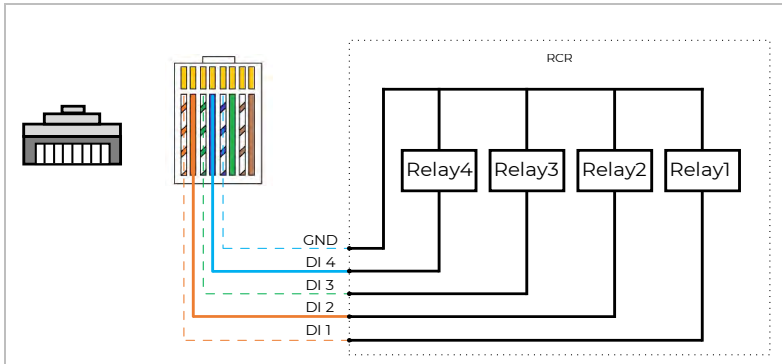 RCR
Relay4 Relay3 Relay2 Relay1
GND
DI 4
DI 3
DI 2
DI 1